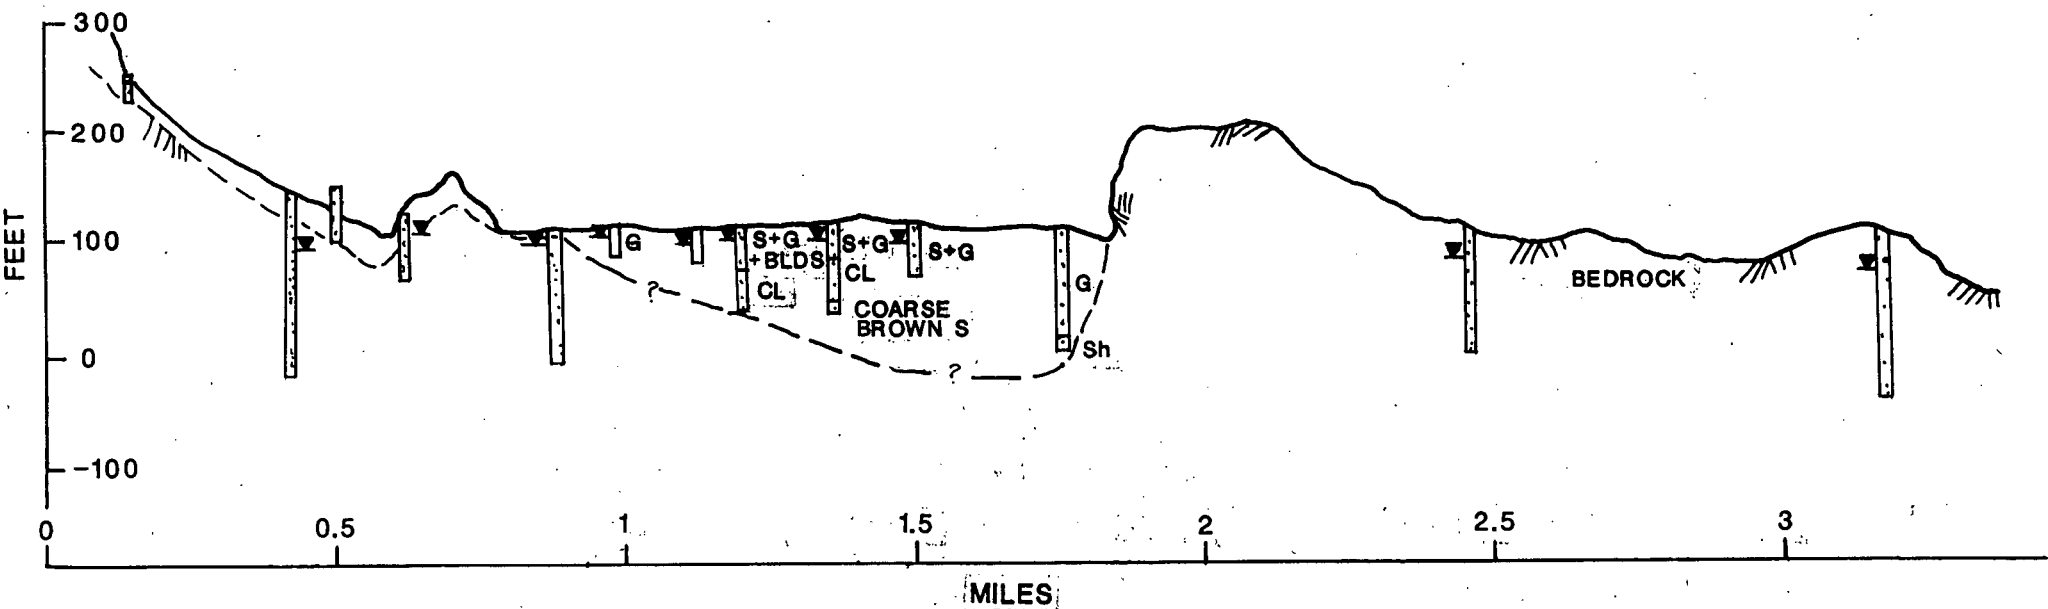 300
200
100
0
-100
FEET
G
S+G
+BLDS+
CL
S+G
CL
COARSE
BROWN S
S+G
G
Sh
?
?
BEDROCK
0
0.5
1
1.5
2
2.5
3
MILES